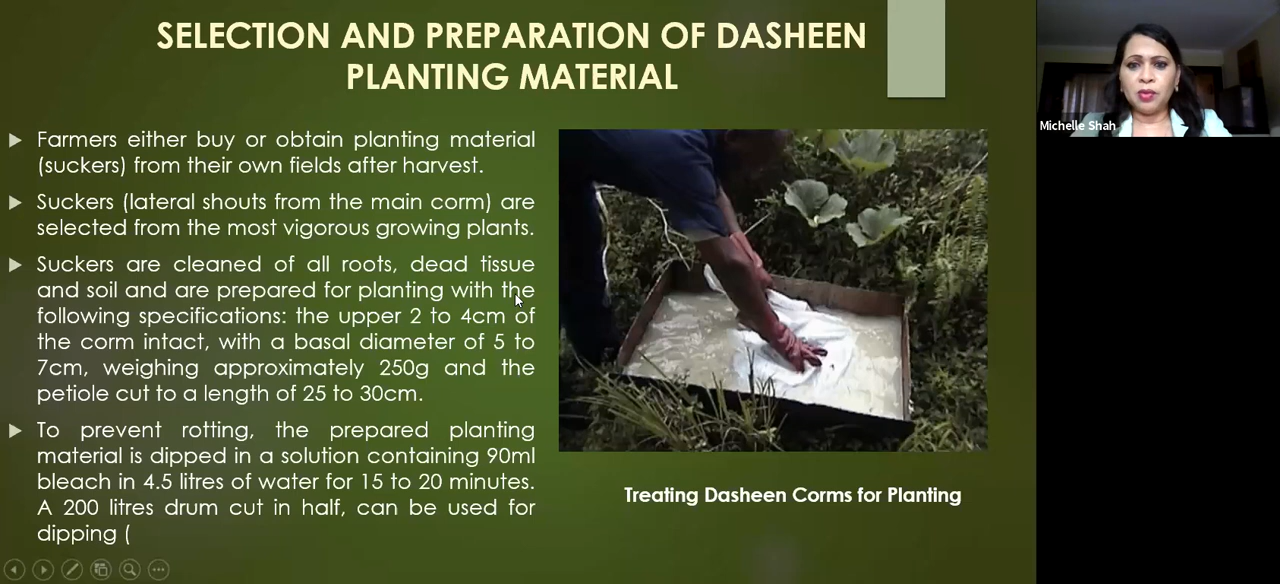 SELECTION AND PREPARATION OF DASHEEN
PLANTING MATERIAL
Farmers either buy or obtain planting material
(suckers) from their own fields after harvest.
Suckers (lateral shouts from the main corm) are
selected from the most vigorous growing plants.
Suckers are cleaned of all roots, dead tissue
and soil and are prepared for planting with the
following specifications: the upper 2 to 4cm of
the corm intact, with a basal diameter of 5 to
7cm, weighing approximately 250g and the
petiole cut to a length of 25 to 30cm.
To prevent rotting, the prepared planting
material is dipped in a solution containing 90ml
bleach in 4.5 litres of water for 15 to 20 minutes.
A 200 litres drum cut in half, can be used for
dipping (
Treating Dasheen Corms for Planting
Michelle Shah